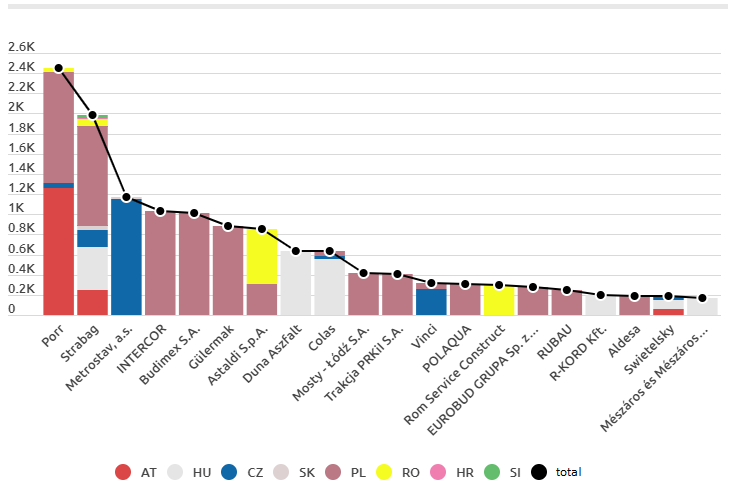 2.6K
2.4K
2.2K
2K
1.8K
1.6K
1.4K
1.2K
1K
0.8K
0.6K
0.4K
0.2K
0
Porr
Strabag
Metrostav, a.s.
INTERCOR
Budimex S.A.
Gülermak
Astaldi S.p.A.
Duna Aszfalt
Colas
Mosty - Łódź S.A.
Trakcja PRKiI S.A.
Vinci
POLAQUA
Rom Service Construct
EUROBUD GRUPA Sp. z...
RUBAU
R-KORD Kft.
Aldesa
Swietelsky
Mészáros és Mészáros...
AT HU CZ SK PL RO HR SI total